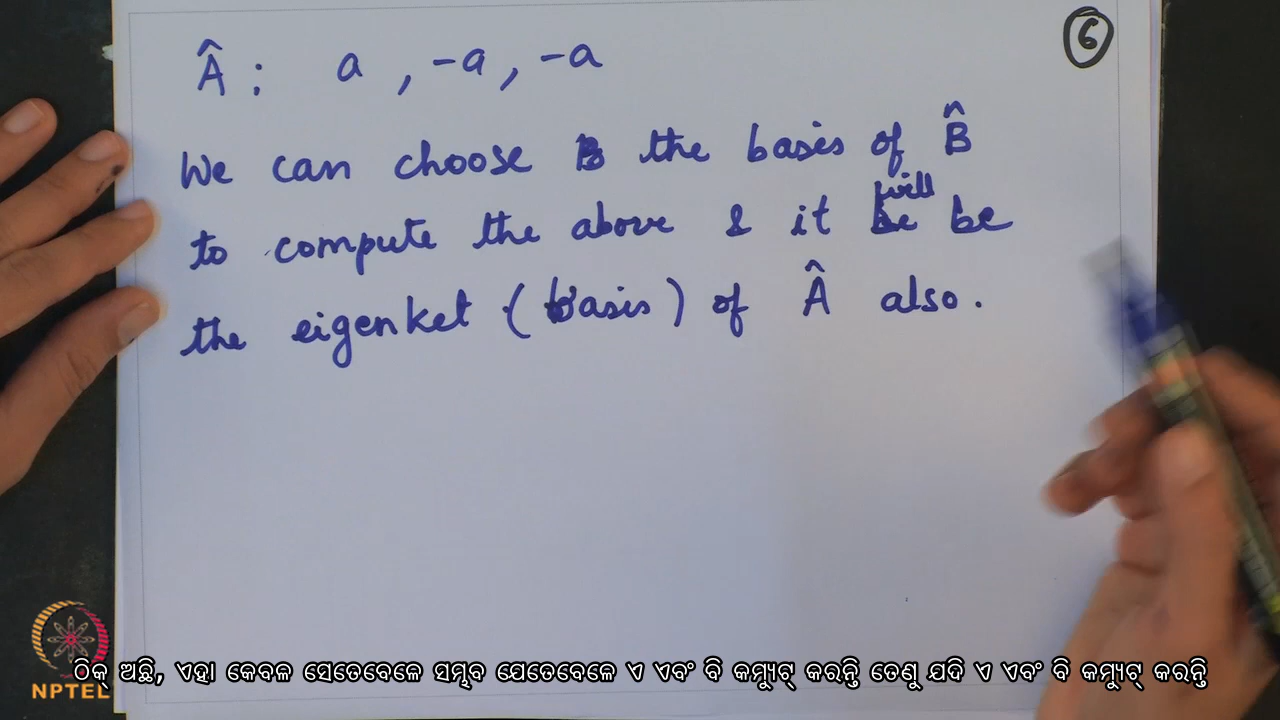 6
Â : a , -a , -a
We can choose the basis of B̂
to compute the above & it will be
the eigenket (basis) of Â also.
ଠିକ୍ ଅଛି, ଏହା କେବଳ ସେତେବେଳେ ସମ୍ଭବ ଯେତେବେଳେ ଏ ଏବଂ ବି କମ୍ୟୁଟ୍ କରନ୍ତି ତେଣୁ ଯଦି ଏ ଏବଂ ବି କମ୍ୟୁଟ୍ କରନ୍ତି
NPTEL